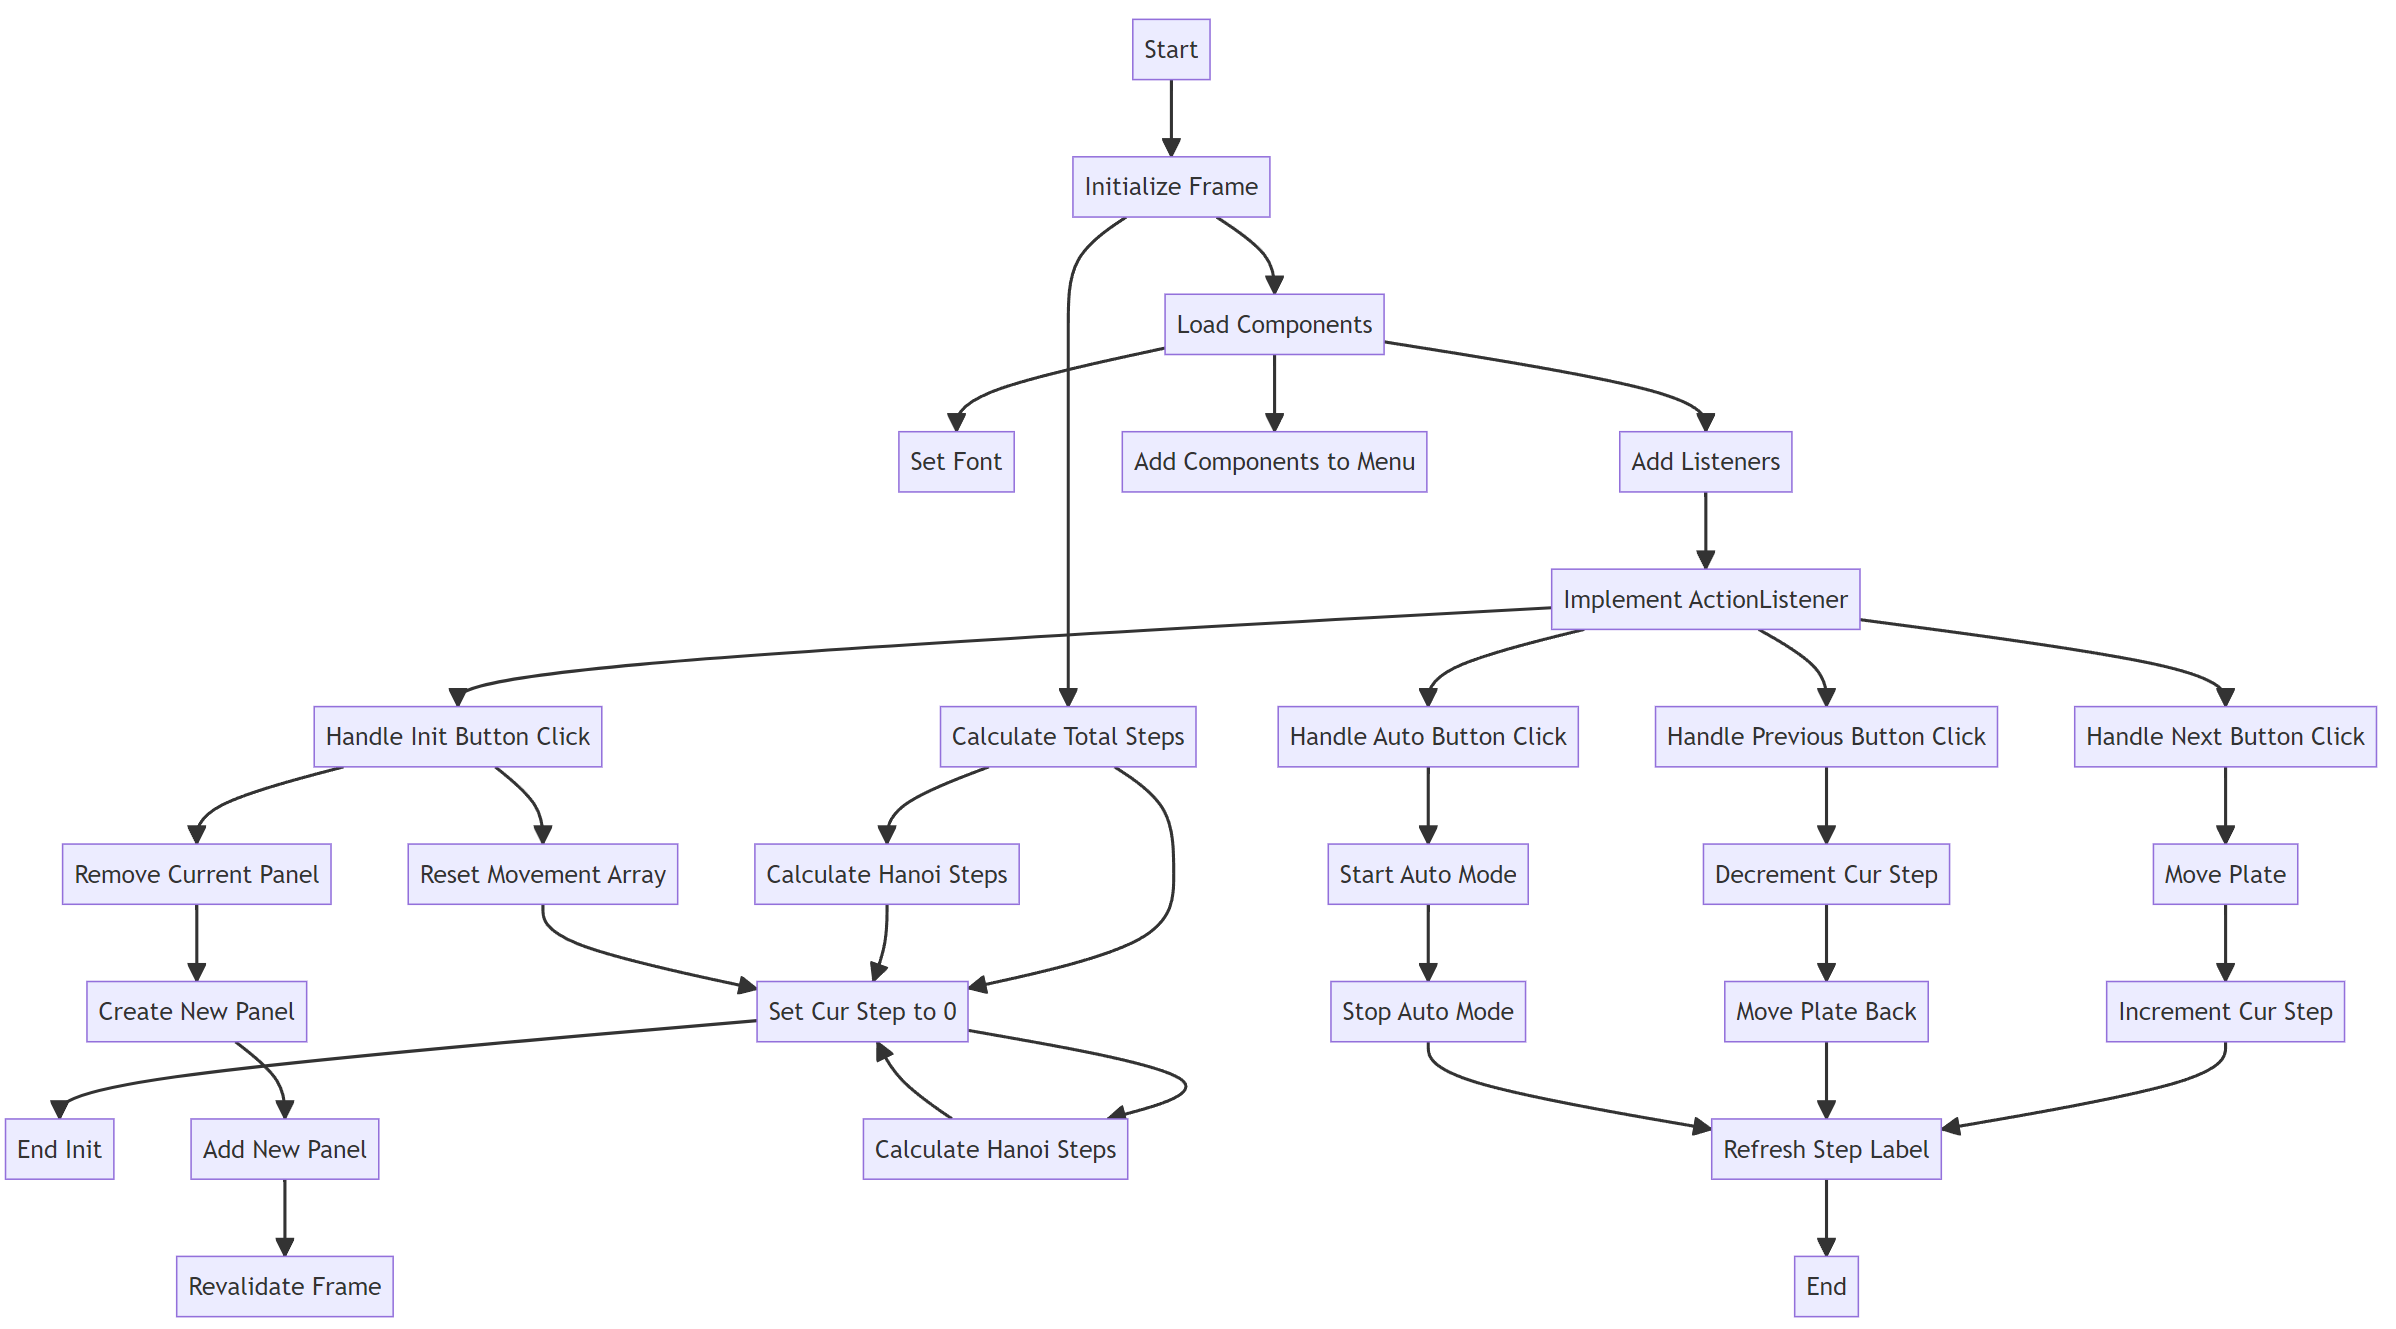 Start
Initialize Frame
Load Components
Set Font
Add Components to Menu
Add Listeners
Implement ActionListener
Handle Init Button Click
Calculate Total Steps
Handle Auto Button Click
Handle Previous Button Click
Handle Next Button Click
Remove Current Panel
Reset Movement Array
Calculate Hanoi Steps
Start Auto Mode
Decrement Cur Step
Move Plate
Create New Panel
Set Cur Step to 0
Stop Auto Mode
Move Plate Back
Increment Cur Step
End Init
Add New Panel
Calculate Hanoi Steps
Refresh Step Label
Revalidate Frame
End